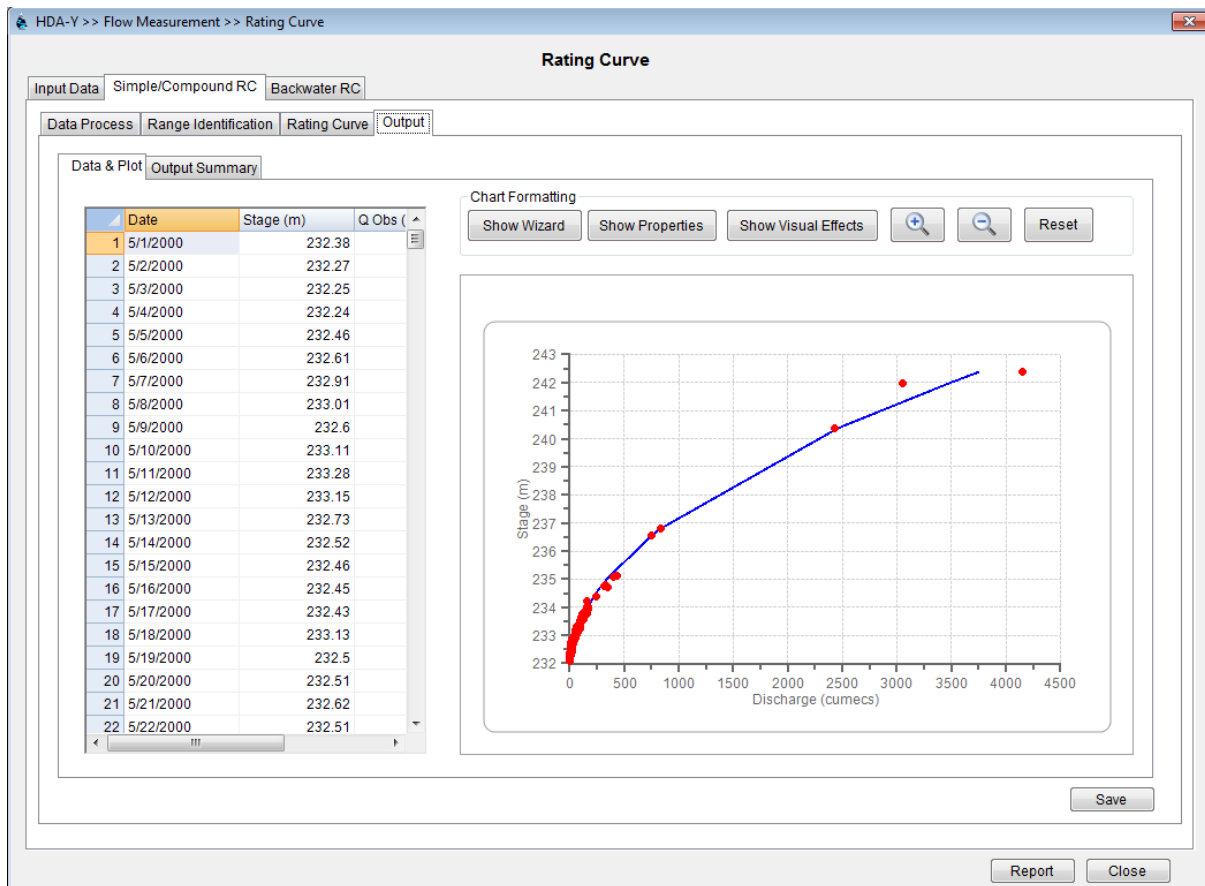 HDA-Y >> Flow Measurement >> Rating Curve
Rating Curve
Input Data Simple/Compound RC Backwater RC
Data Process Range Identification Rating Curve Output
Data & Plot Output Summary
Date Stage (m) Q Obs (
1 5/1/2000 232.38
2 5/2/2000 232.27
3 5/3/2000 232.25
4 5/4/2000 232.24
5 5/5/2000 232.46
6 5/6/2000 232.61
7 5/7/2000 232.91
8 5/8/2000 233.01
9 5/9/2000 232.6
10 5/10/2000 233.11
11 5/11/2000 233.28
12 5/12/2000 233.15
13 5/13/2000 232.73
14 5/14/2000 232.52
15 5/15/2000 232.46
16 5/16/2000 232.45
17 5/17/2000 232.43
18 5/18/2000 233.13
19 5/19/2000 232.5
20 5/20/2000 232.51
21 5/21/2000 232.62
22 5/22/2000 232.51
Chart Formatting
Show Wizard Show Properties Show Visual Effects Reset
243
242
241
240
239
238
237
236
235
234
233
232
Stage (m)
0 500 1000 1500 2000 2500 3000 3500 4000 4500
Discharge (cumecs)
Save
Report Close